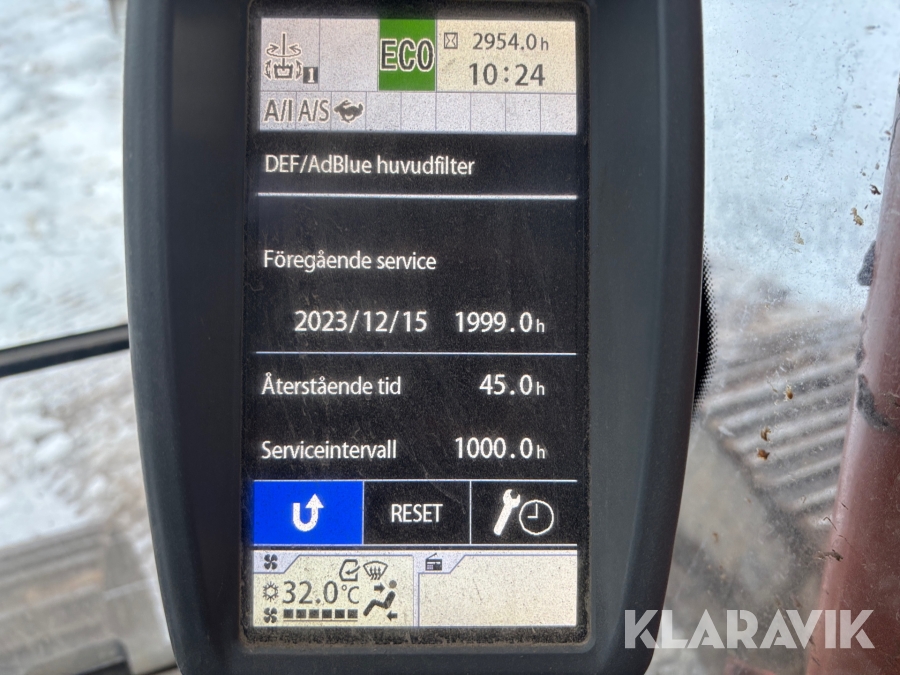 1
ECO
2954.0h
10:24
A/I A/S
DEF/AdBlue huvudfilter
Föregående service
2023/12/15 1999.0h
Återstående tid 45.0h
Serviceintervall 1000.0h
RESET
32.0°C
KLARAVIK